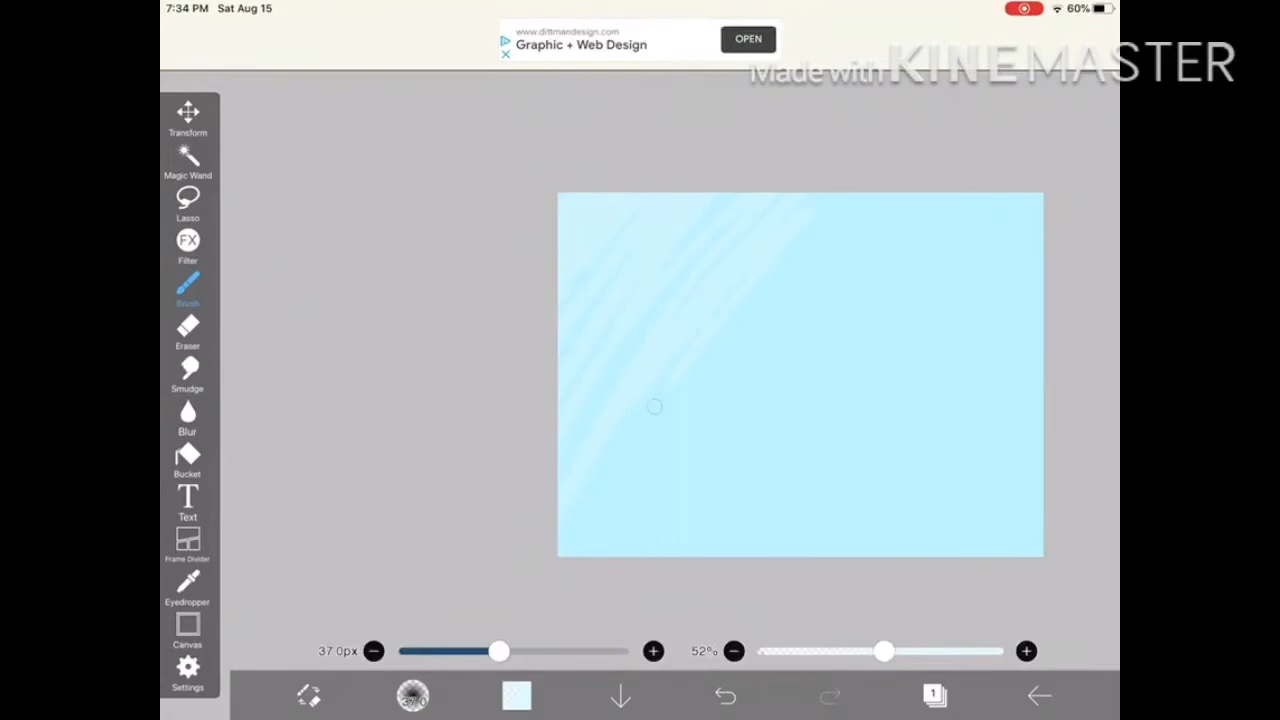 7:34 PM Sat Aug 15
60%
www.dittmandesign.com
Graphic + Web Design
OPEN
Made with KINEMASTER
Transform
Magic Wand
Lasso
FX
Filter
Brush
Eraser
Smudge
Blur
Bucket
T
Text
Frame Divider
Eyedropper
Canvas
Settings
37.0px
52%
37.0
1